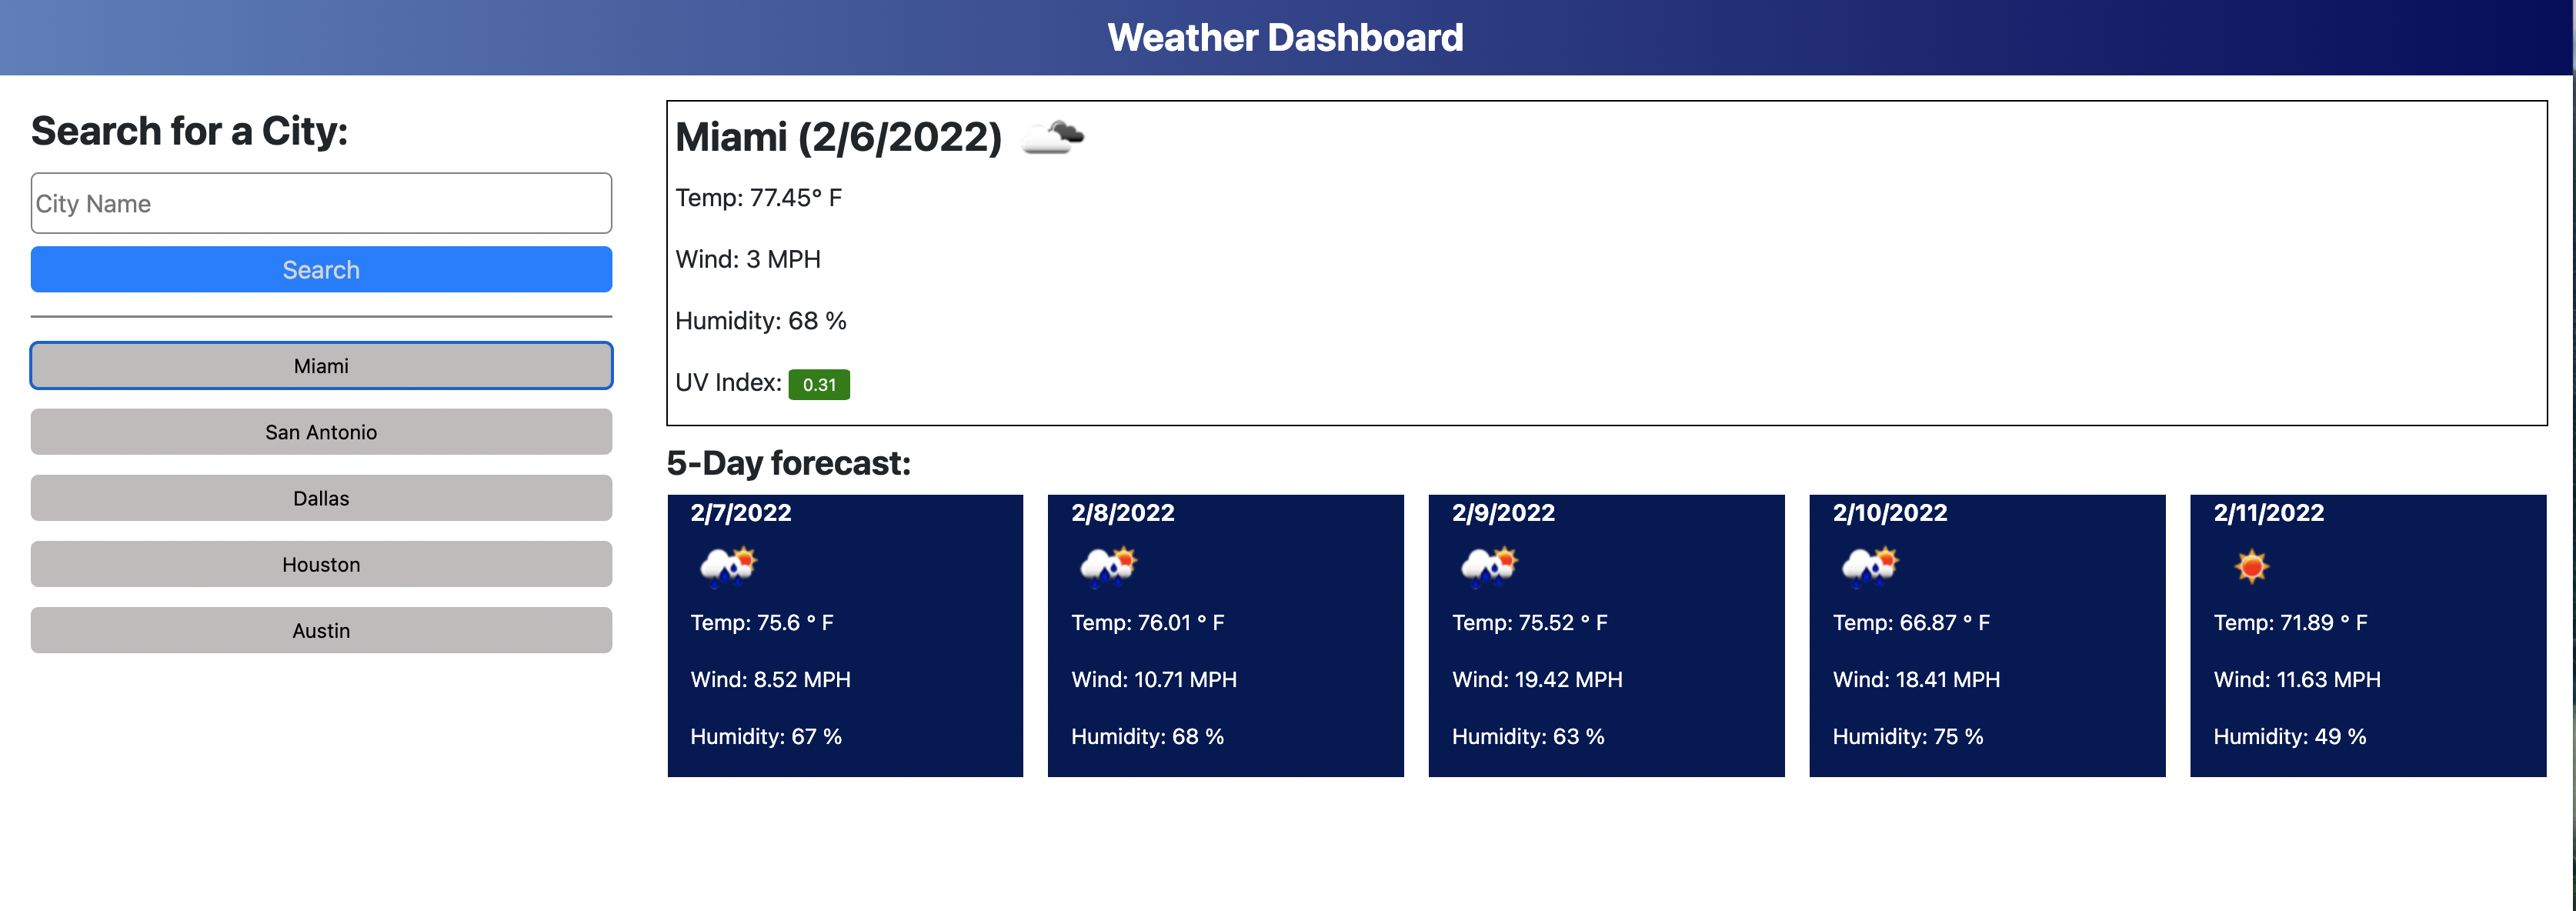 Weather Dashboard
Search for a City:
City Name
Search
Miami
San Antonio
Dallas
Houston
Austin
Miami (2/6/2022)
Temp: 77.45° F
Wind: 3 MPH
Humidity: 68 %
UV Index: 0.31
5-Day forecast:
2/7/2022
Temp: 75.6 ° F
Wind: 8.52 MPH
Humidity: 67 %
2/8/2022
Temp: 76.01 ° F
Wind: 10.71 MPH
Humidity: 68 %
2/9/2022
Temp: 75.52 ° F
Wind: 19.42 MPH
Humidity: 63 %
2/10/2022
Temp: 66.87 ° F
Wind: 18.41 MPH
Humidity: 75 %
2/11/2022
Temp: 71.89 ° F
Wind: 11.63 MPH
Humidity: 49 %